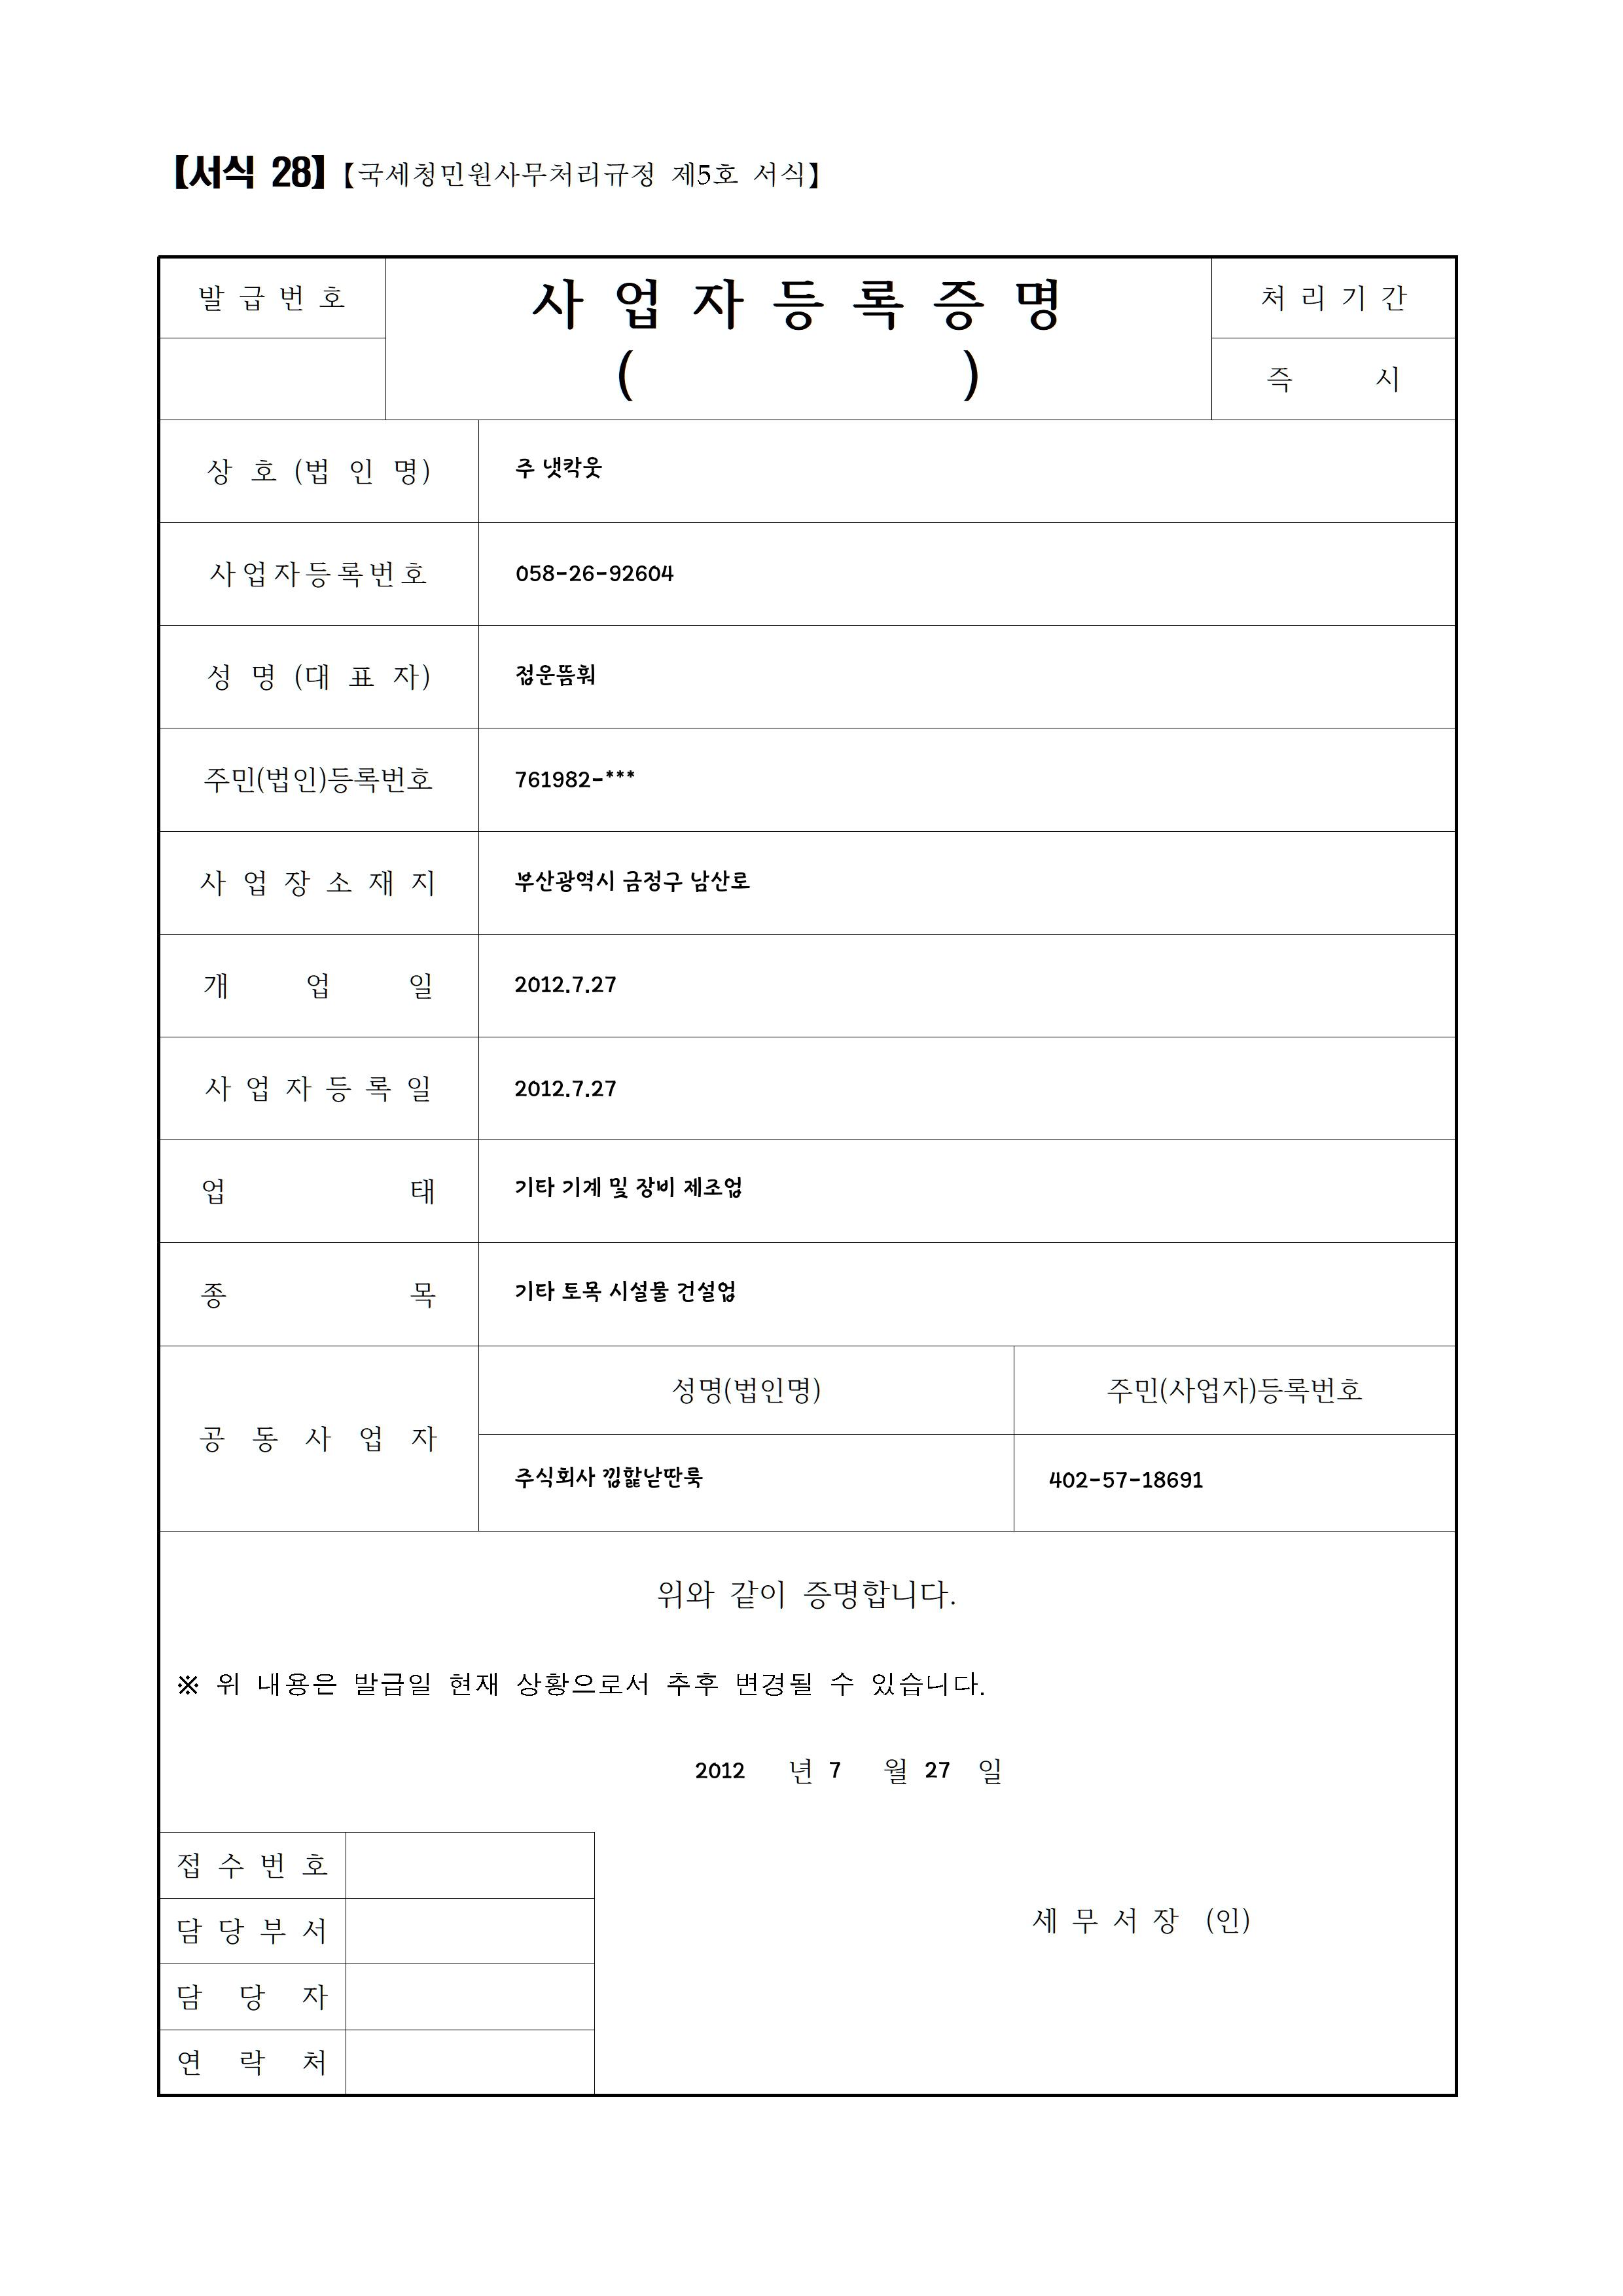 【서식 28】【국세청민원사무처리규정 제5호 서식】
발급번호
사업자등록증명
( )
처리기간
즉 시
상호(법인명) 주 냇칵웃
사업자등록번호 058-26-92604
성명(대표자) 접운뜸훠
주민(법인)등록번호 761982-***
사업장소재지 부산광역시 금정구 남산로
개업일 2012.7.27
사업자등록일 2012.7.27
업태 기타 기계 및 장비 제조업
종목 기타 토목 시설물 건설업
공동사업자
성명(법인명) 주민(사업자)등록번호
주식회사 402-57-18691
위와 같이 증명합니다.
※ 위 내용은 발급일 현재 상황으로서 추후 변경될 수 있습니다.
2012 년 7 월 27 일
접수번호
담당부서
세무서장 (인)
담당자
연락처